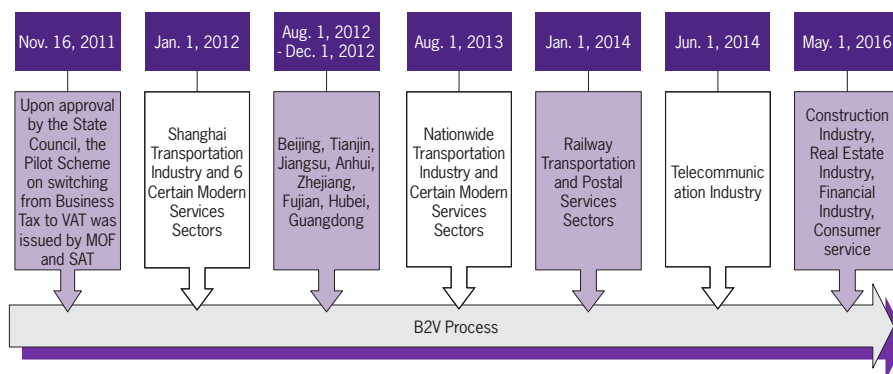 Nov. 16, 2011
Jan. 1, 2012
Aug. 1, 2012
- Dec. 1, 2012
Aug. 1, 2013
Jan. 1, 2014
Jun. 1, 2014
May. 1, 2016
Upon approval
by the State
Council, the
Pilot Scheme
on switching
from Business
Tax to VAT was
issued by MOF
and SAT
Shanghai
Transportation
Industry and 6
Certain Modern
Services
Sectors
Beijing, Tianjin,
Jiangsu, Anhui,
Zhejiang,
Fujian, Hubei,
Guangdong
Nationwide
Transportation
Industry and
Certain Modern
Services
Sectors
Railway
Transportation
and Postal
Services
Sectors
Telecommunic
ation Industry
Construction
Industry,
Real Estate
Industry,
Financial
Industry,
Consumer
service
B2V Process